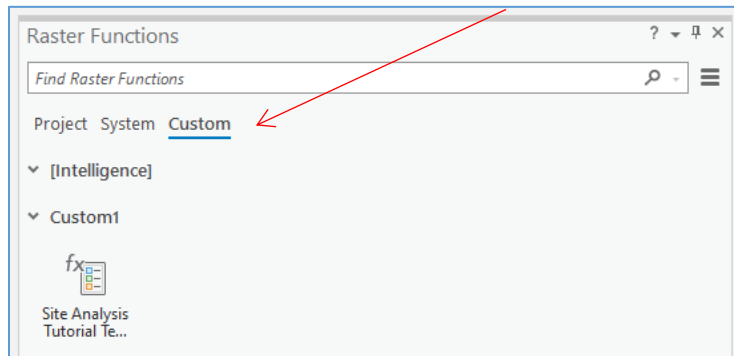 Raster Functions ?
Find Raster Functions
Project System Custom
[Intelligence]
Custom1
fx
Site Analysis
Tutorial Te...